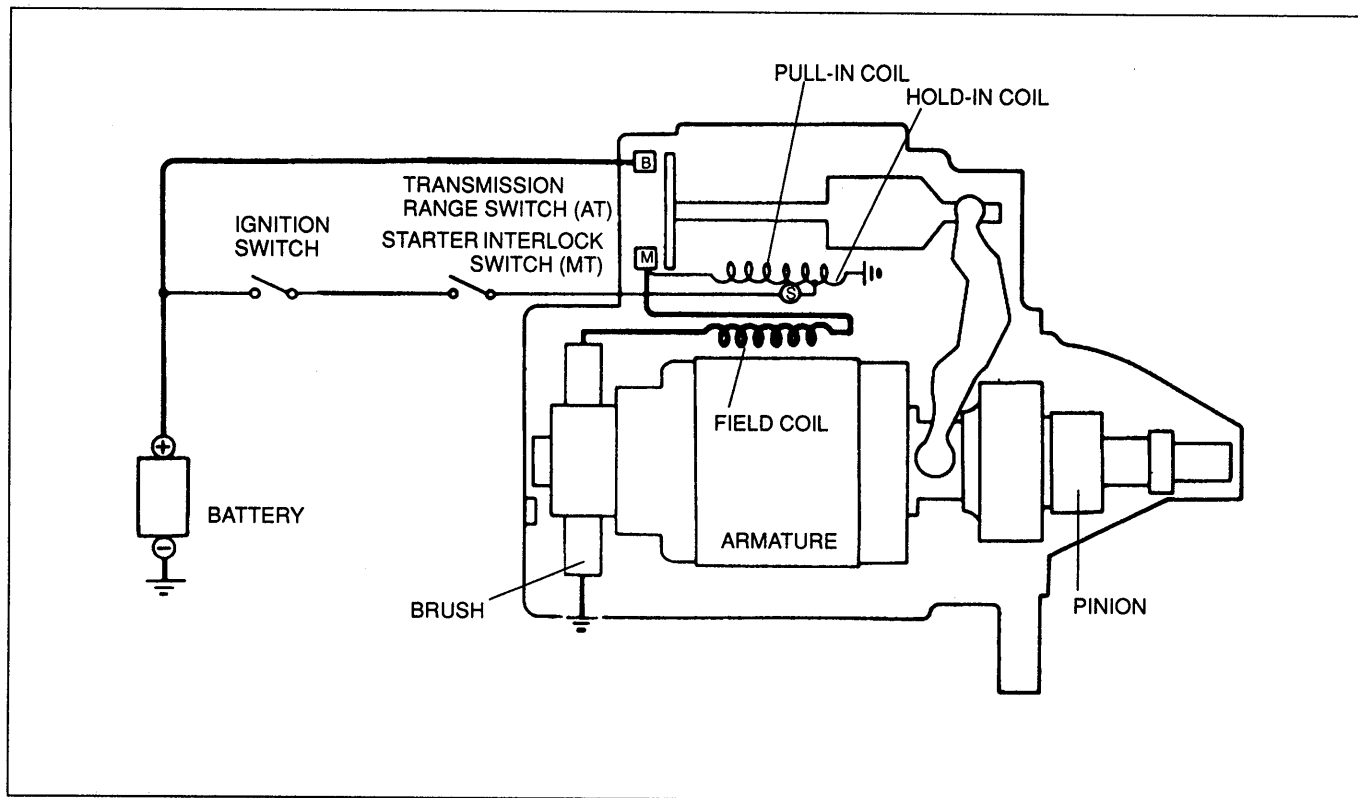 PULL-IN COIL
HOLD-IN COIL
B
TRANSMISSION
RANGE SWITCH (AT)
IGNITION
SWITCH
STARTER INTERLOCK
SWITCH (MT)
M
S
FIELD COIL
+
BATTERY
ARMATURE
−
BRUSH
PINION